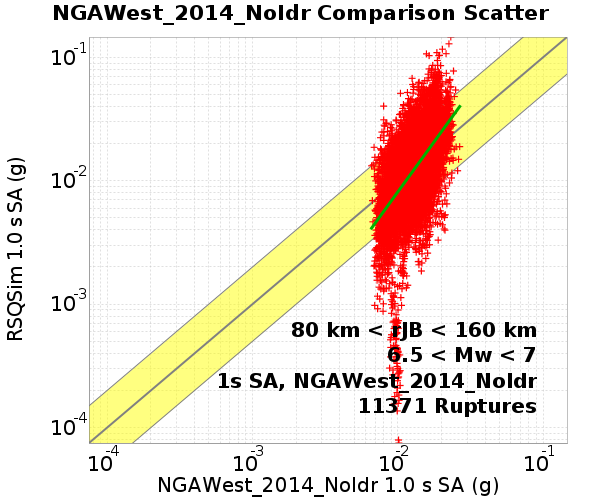 NGAWest_2014_NoIdr Comparison Scatter
RSQSim 1.0 s SA (g)
10^-1
10^-2
10^-3
10^-4
80 km < rJB < 160 km
6.5 < Mw < 7
1s SA, NGAWest_2014_NoIdr
11371 Ruptures
10^-4 10^-3 10^-2 10^-1
NGAWest_2014_NoIdr 1.0 s SA (g)